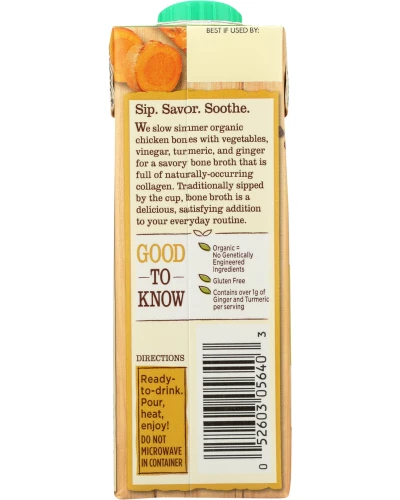 BEST IF USED BY:
Sip. Savor. Soothe.
We slow simmer organic
chicken bones with vegetables,
vinegar, turmeric, and ginger
for a savory bone broth that is
full of naturally-occurring
collagen. Traditionally sipped
by the cup, bone broth is a
delicious, satisfying addition
to your everyday routine.
GOOD
-TO-
KNOW
Organic =
No Genetically
Engineered
Ingredients
Gluten Free
Contains over 1g of
Ginger and Turmeric
per serving
DIRECTIONS
Ready-
to-drink.
Pour,
heat,
enjoy!
DO NOT
MICROWAVE
IN CONTAINER
0 52603 05640 3